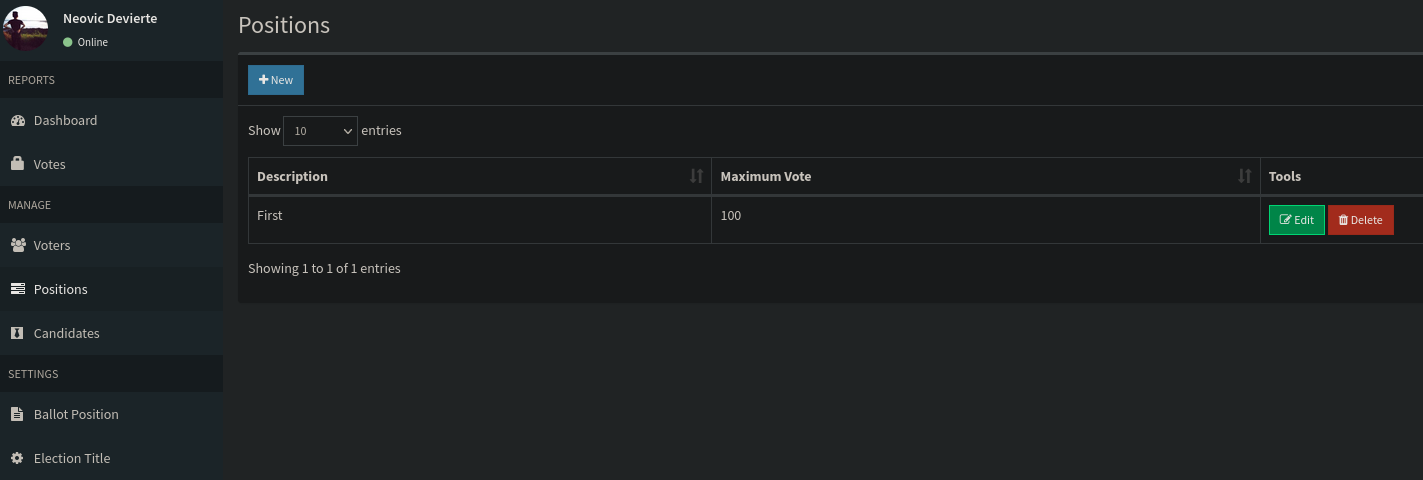 Neovic Devierte
Online
REPORTS
Dashboard
Votes
MANAGE
Voters
Positions
Candidates
SETTINGS
Ballot Position
Election Title
Positions
New
Show 10 entries
Description Maximum Vote Tools
First 100 Edit Delete
Showing 1 to 1 of 1 entries